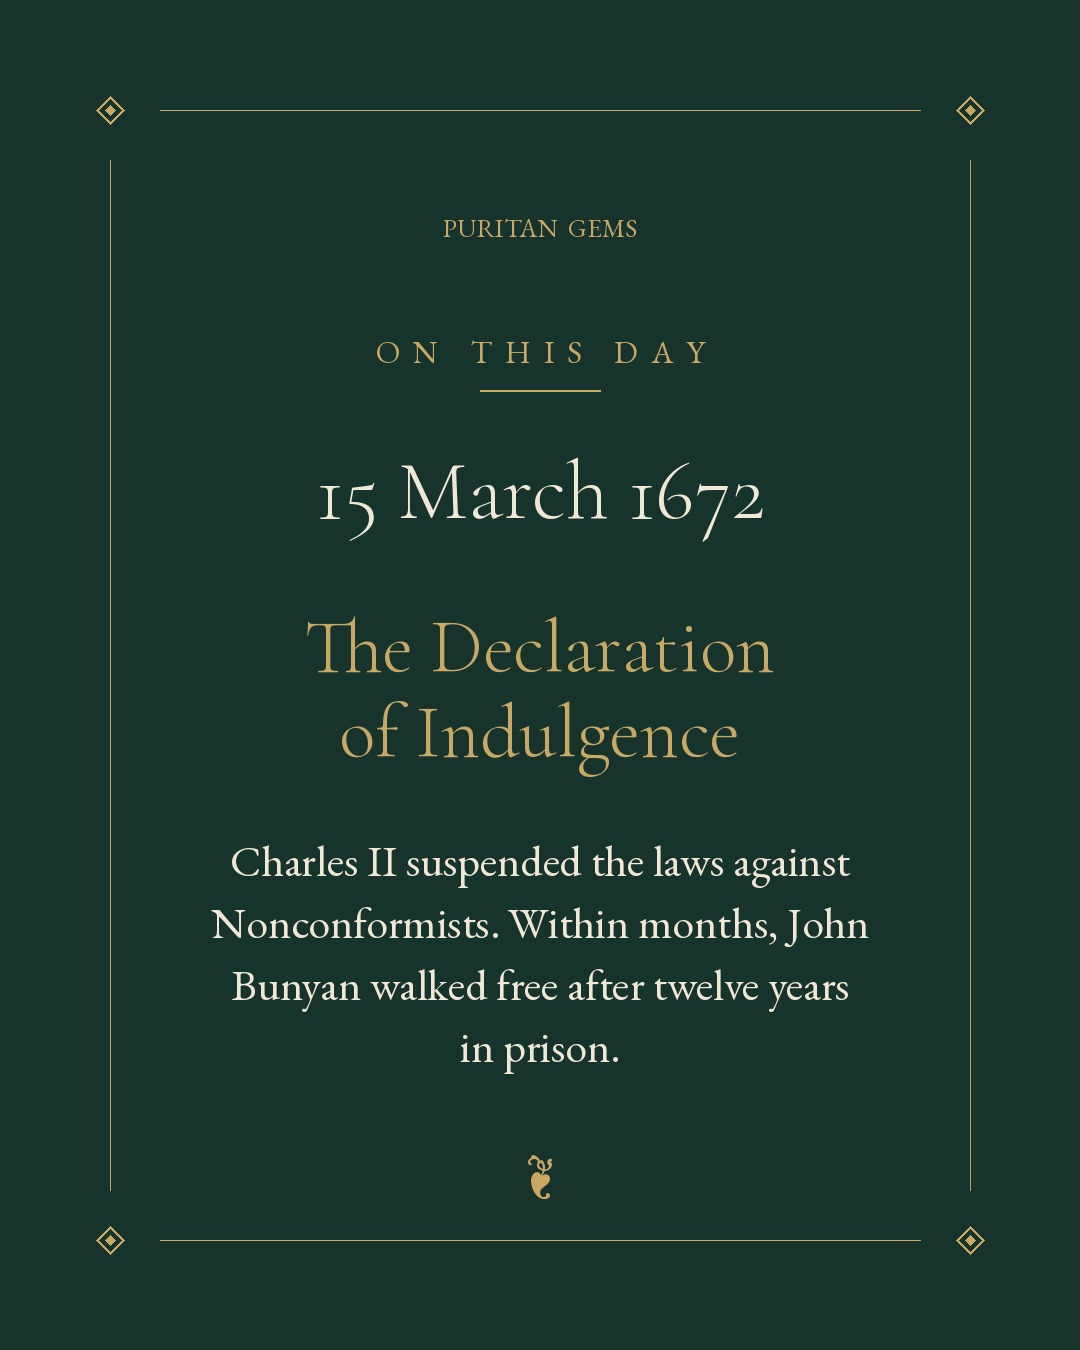 PURITAN GEMS
ON THIS DAY
15 March 1672
The Declaration
of Indulgence
Charles II suspended the laws against
Nonconformists. Within months, John
Bunyan walked free after twelve years
in prison.